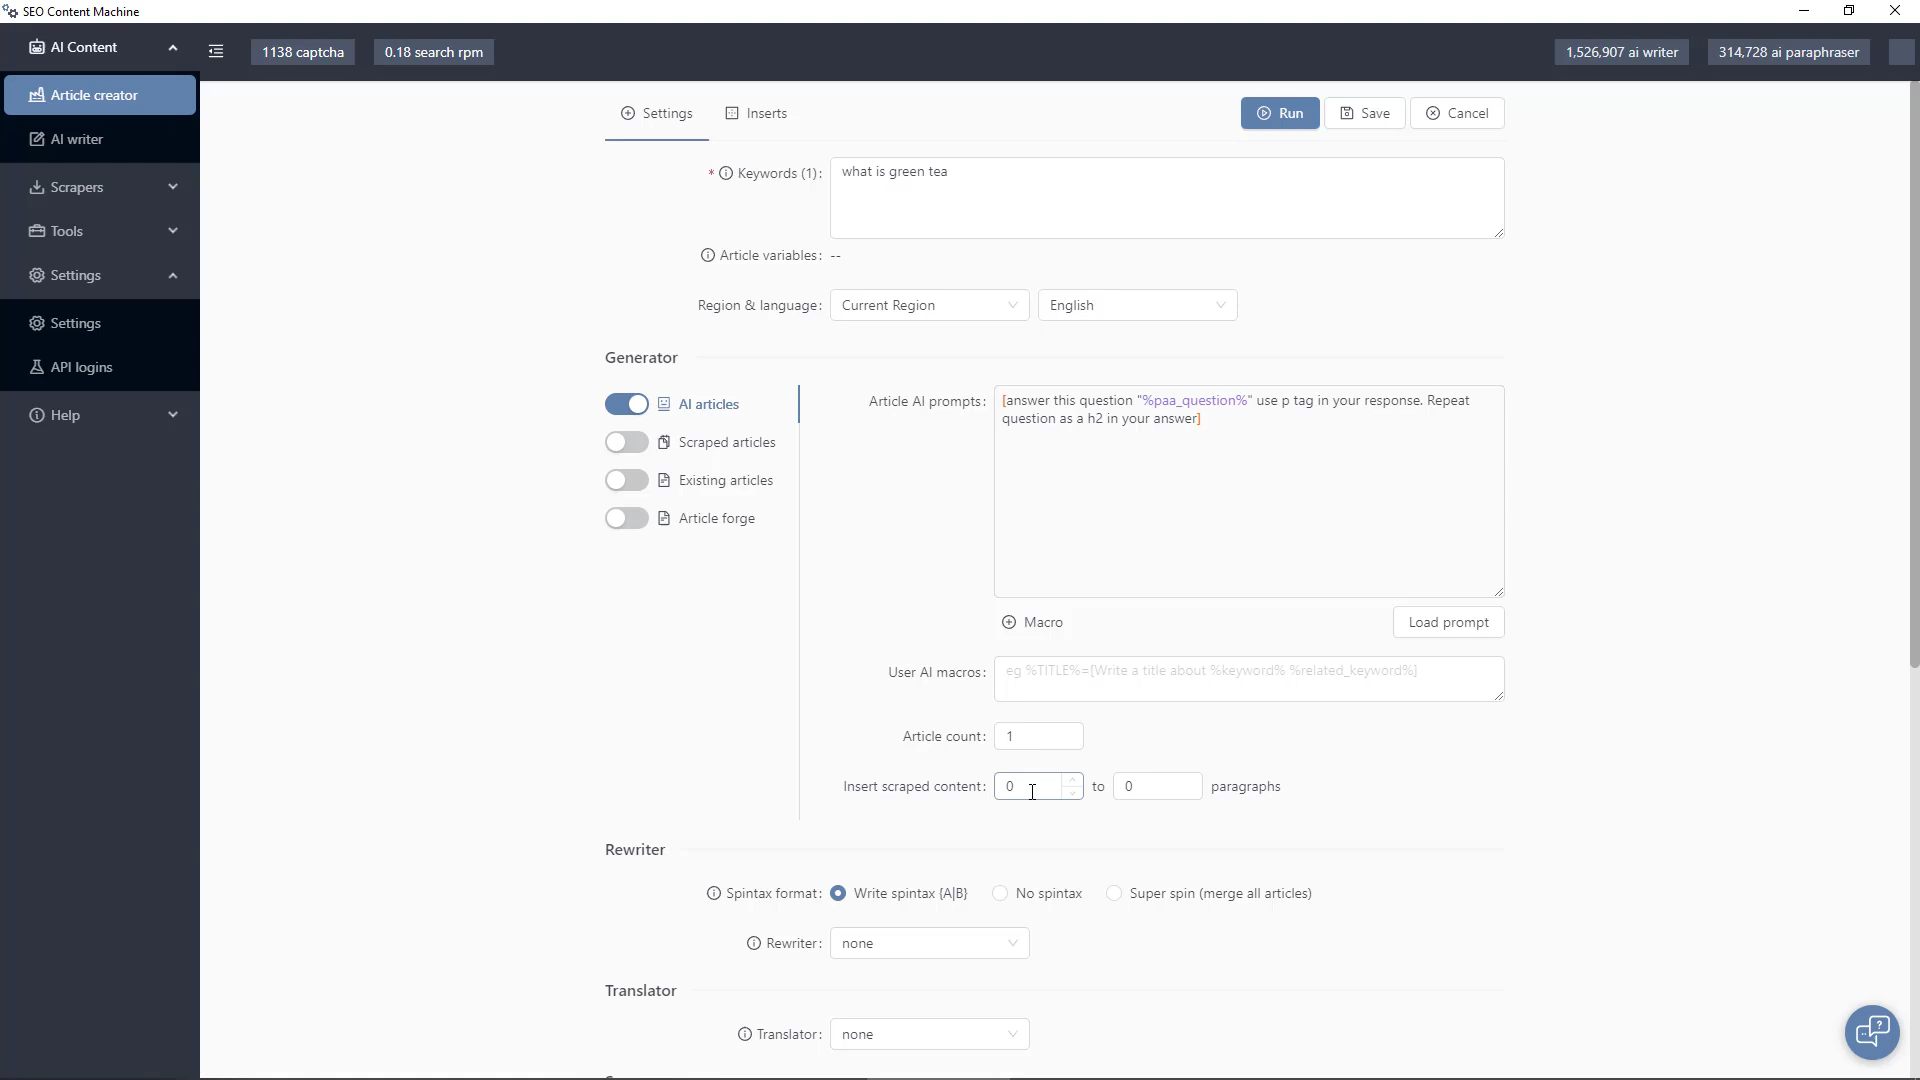 SEO Content Machine
AI Content
1138 captcha
0.18 search rpm
1,526,907 ai writer
314,728 ai paraphraser
Article creator
AI writer
Scrapers
Tools
Settings
Settings
API logins
Help
Settings
Inserts
Run
Save
Cancel
* Keywords (1):
what is green tea
Article variables: --
Region & language:
Current Region
English
Generator
AI articles
Scraped articles
Existing articles
Article forge
Article AI prompts:
[answer this question "%paa_question%" use p tag in your response. Repeat
question as a h2 in your answer]
Macro
Load prompt
User AI macros:
eg %TITLE%=[Write a title about %keyword% %related_keyword%]
Article count: 1
Insert scraped content: 0 to 0 paragraphs
Rewriter
Spintax format: Write spintax {A|B} No spintax Super spin (merge all articles)
Rewriter: none
Translator
Translator: none